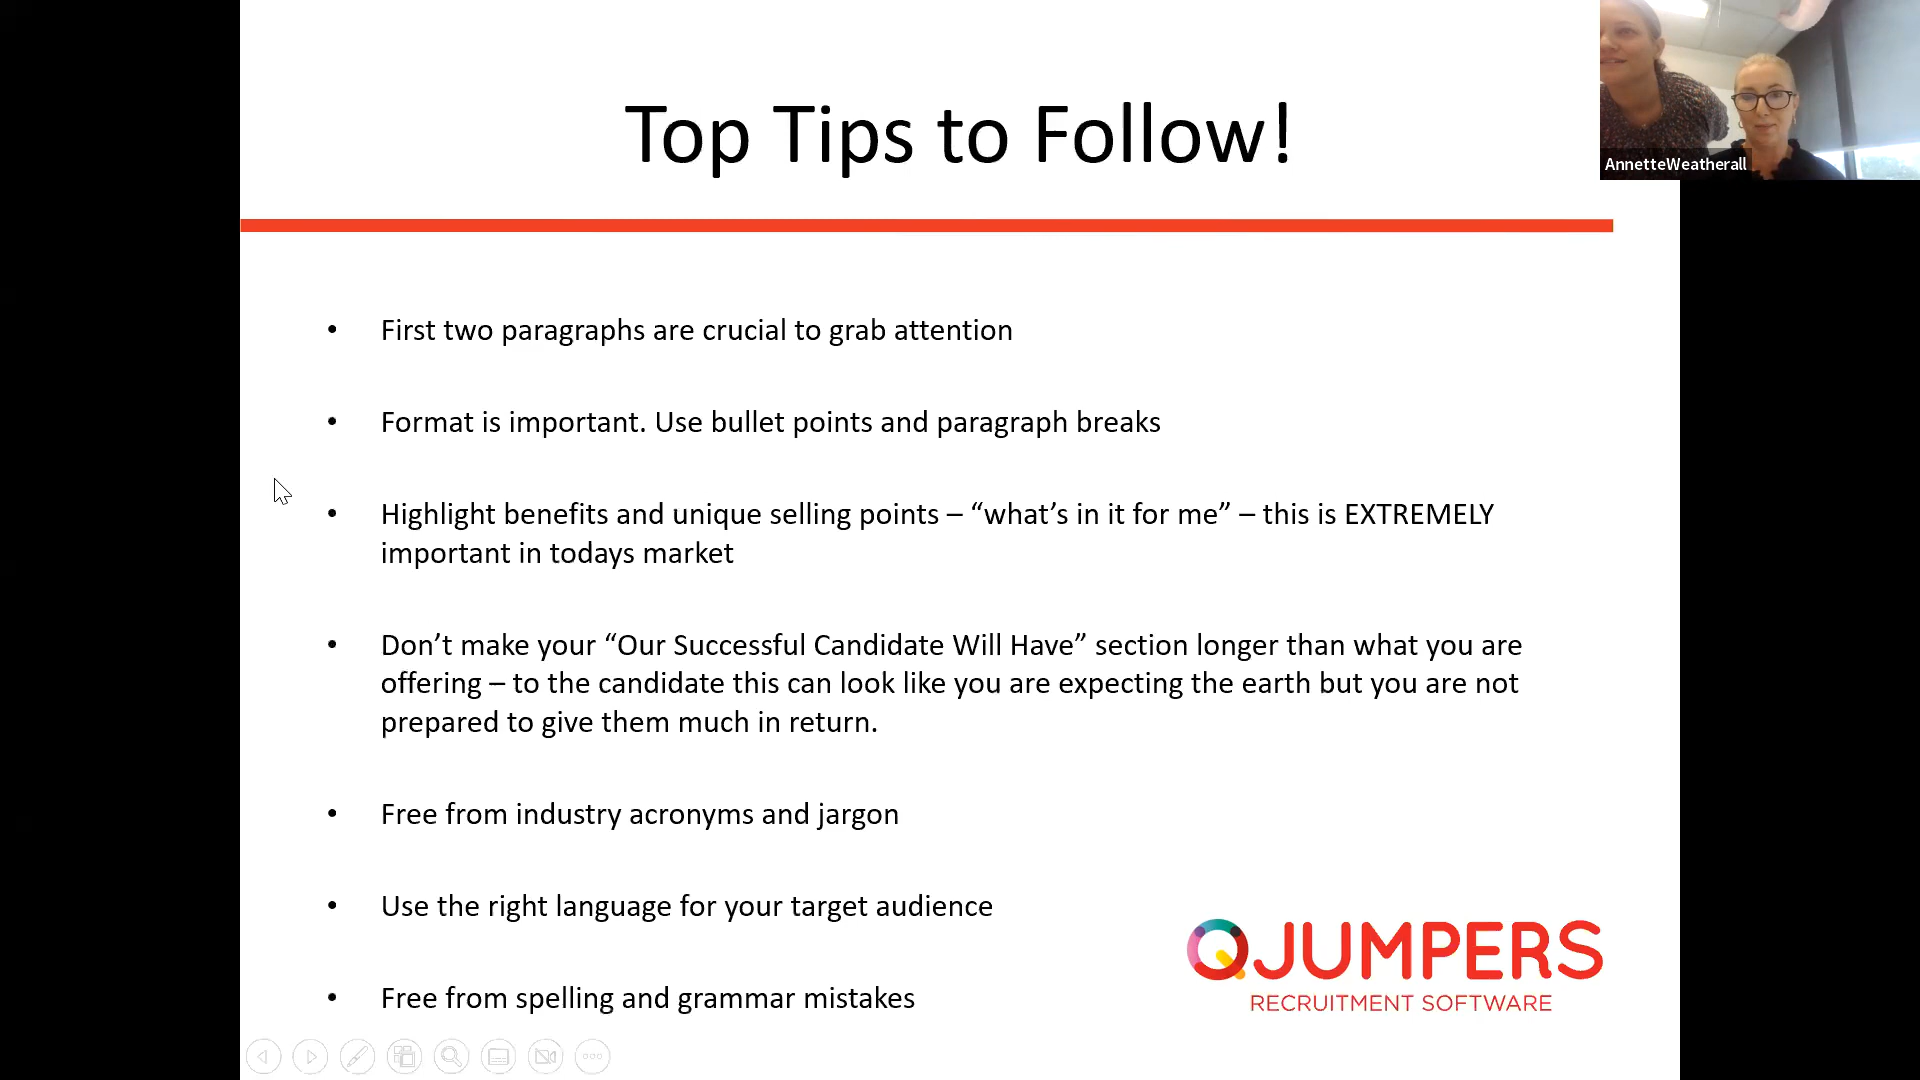 Top Tips to Follow!
AnnetteWeatherall
• First two paragraphs are crucial to grab attention
• Format is important. Use bullet points and paragraph breaks
• Highlight benefits and unique selling points – “what’s in it for me” – this is EXTREMELY
important in todays market
• Don’t make your “Our Successful Candidate Will Have” section longer than what you are
offering – to the candidate this can look like you are expecting the earth but you are not
prepared to give them much in return.
• Free from industry acronyms and jargon
• Use the right language for your target audience
• Free from spelling and grammar mistakes
QJUMPERS
RECRUITMENT SOFTWARE